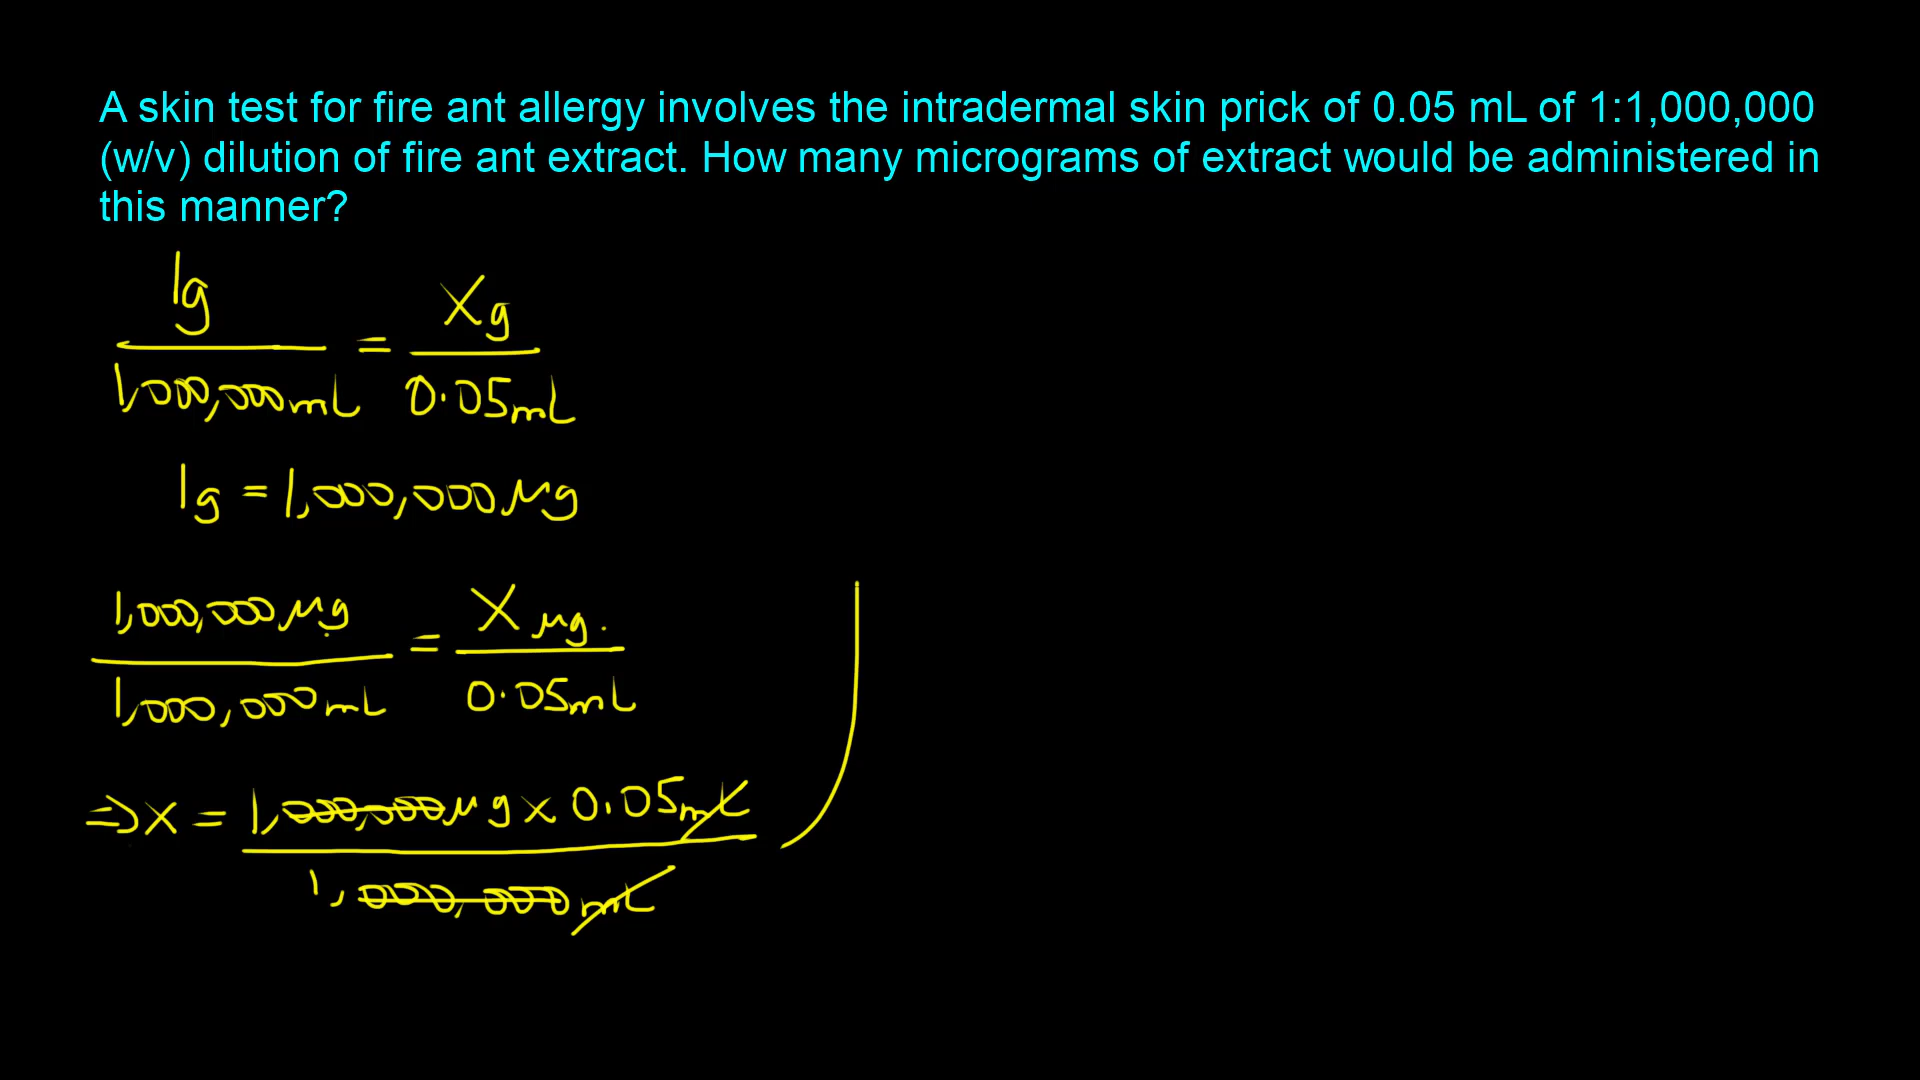 A skin test for fire ant allergy involves the intradermal skin prick of 0.05 mL of 1:1,000,000
(w/v) dilution of fire ant extract. How many micrograms of extract would be administered in
this manner?
1g / 1,000,000mL = Xg / 0.05mL
1g = 1,000,000μg
1,000,000μg / 1,000,000mL = Xμg. / 0.05mL
⇒ x = 1,000,000μg x 0.05mL / 1,000,000mL